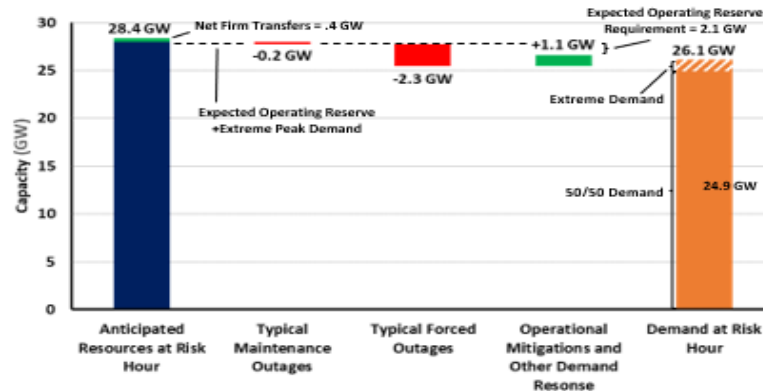 30
25
20
15
10
5
0
Capacity (GW)
28.4 GW
Net Firm Transfers = .4 GW
-0.2 GW
Expected Operating Reserve
+Extreme Peak Demand
-2.3 GW
+1.1 GW
Expected Operating Reserve
Requirement = 2.1 GW
26.1 GW
Extreme Demand
50/50 Demand
24.9 GW
Anticipated
Resources at Risk
Hour
Typical
Maintenance
Outages
Typical Forced
Outages
Operational
Mitigations and
Other Demand
Resonse
Demand at Risk
Hour